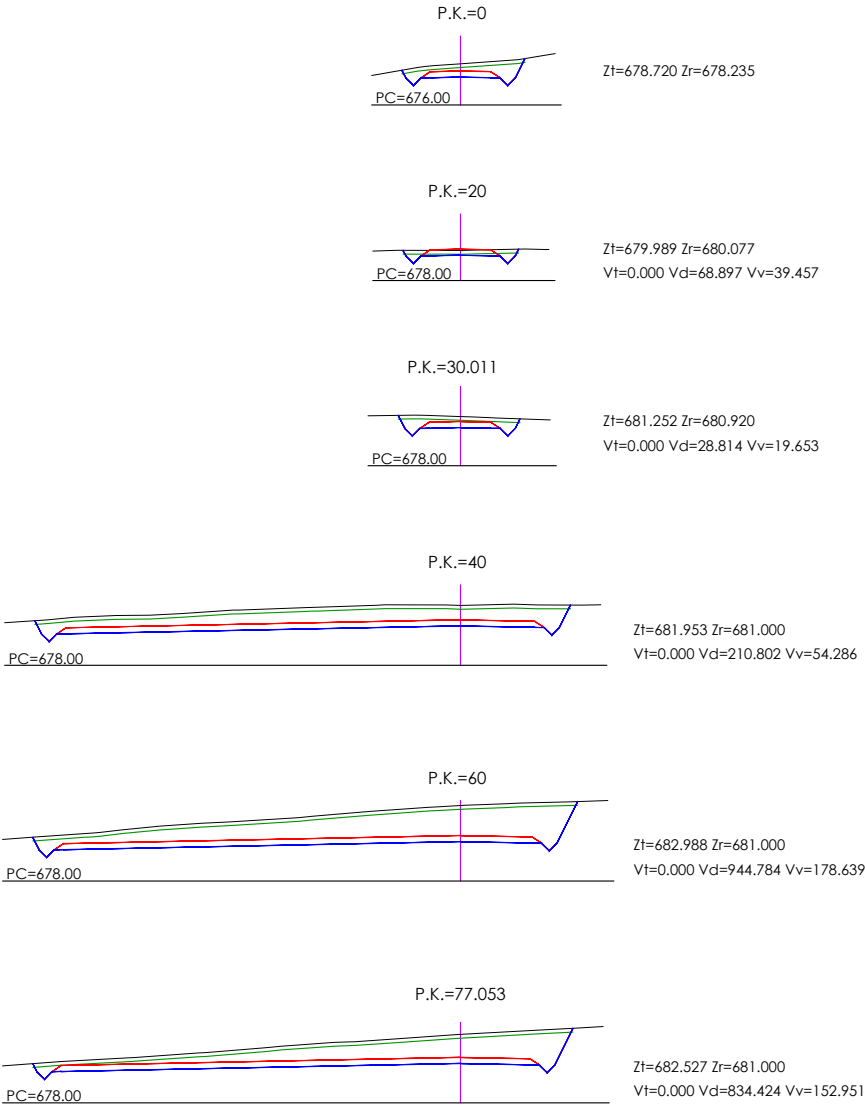 P.K.=0
Zt=678.720 Zr=678.235
PC=676.00
P.K.=20
Zt=679.989 Zr=680.077
Vt=0.000 Vd=68.897 Vv=39.457
PC=678.00
P.K.=30.011
Zt=681.252 Zr=680.920
Vt=0.000 Vd=28.814 Vv=19.653
PC=678.00
P.K.=40
Zt=681.953 Zr=681.000
Vt=0.000 Vd=210.802 Vv=54.286
PC=678.00
P.K.=60
Zt=682.988 Zr=681.000
Vt=0.000 Vd=944.784 Vv=178.639
PC=678.00
P.K.=77.053
Zt=682.527 Zr=681.000
Vt=0.000 Vd=834.424 Vv=152.951
PC=678.00